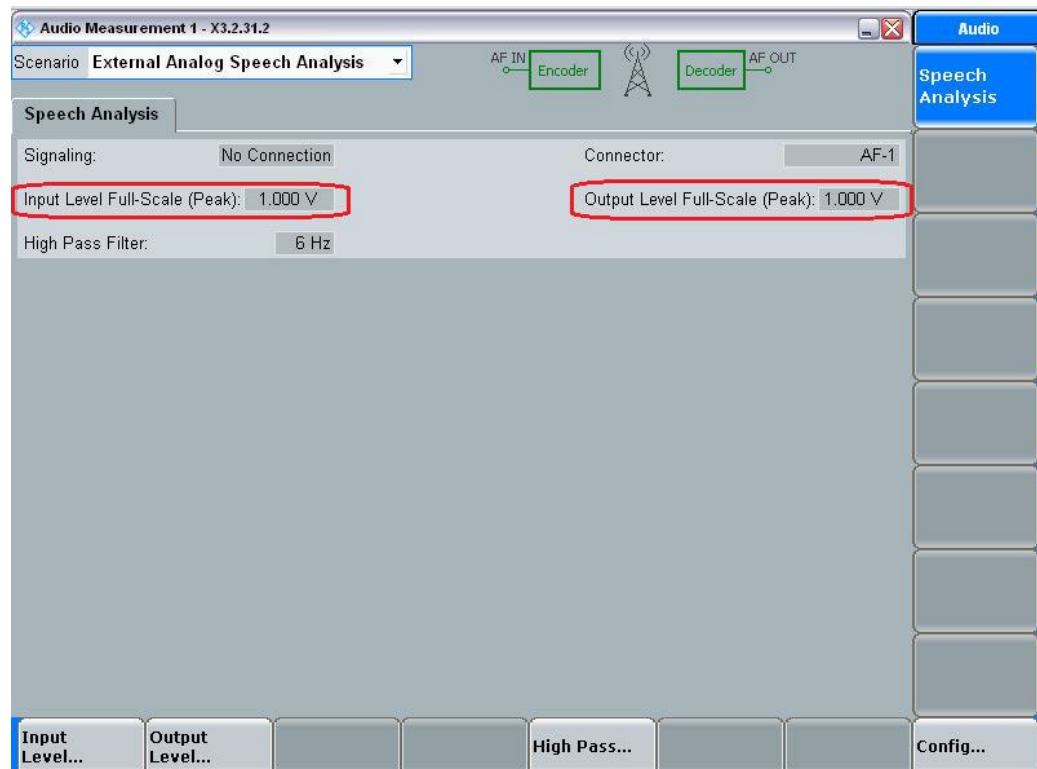 Audio Measurement 1 - X3.2.31.2
Audio
Scenario External Analog Speech Analysis
AF IN
Encoder
Decoder
AF OUT
Speech
Analysis
Speech Analysis
Signaling: No Connection
Connector: AF-1
Input Level Full-Scale (Peak): 1.000 V
Output Level Full-Scale (Peak): 1.000 V
High Pass Filter: 6 Hz
Input
Level...
Output
Level...
High Pass...
Config...